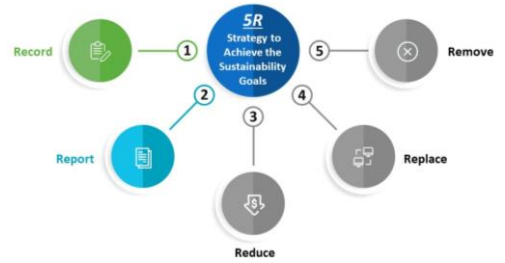 5R
Strategy to
Achieve the
Sustainability
Goals
Record
1
2
Report
3
Reduce
4
Replace
5
Remove